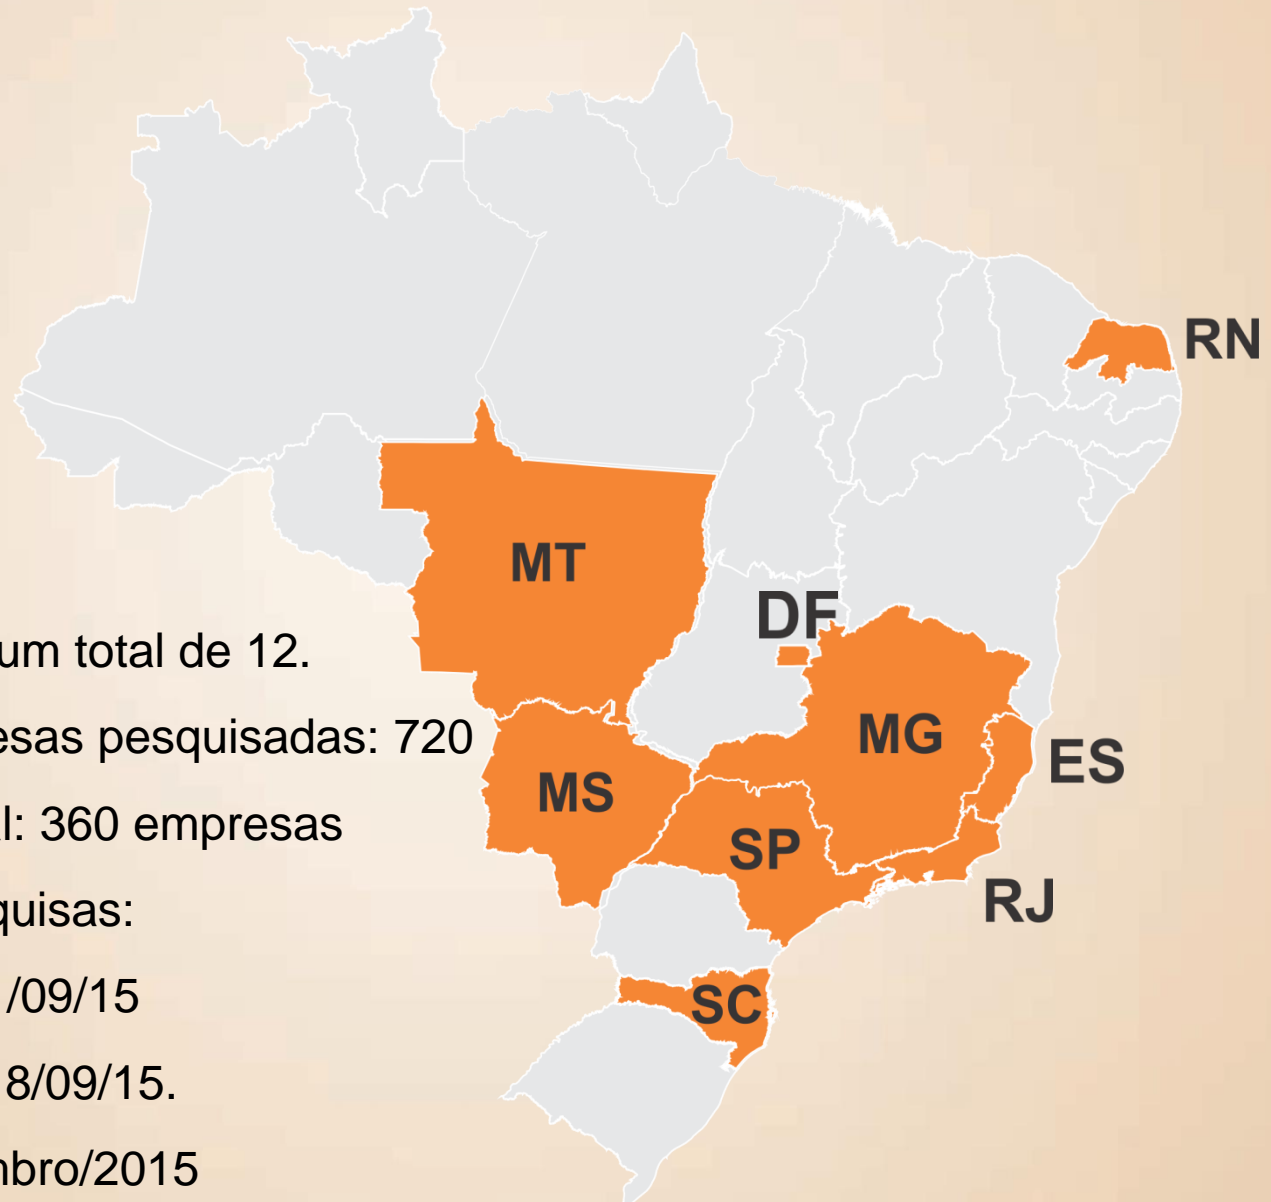 RN
MT
DF
um total de 12.
esas pesquisadas: 720
MG
ES
MS
l: 360 empresas
SP
quisas:
RJ
/09/15
SC
8/09/15.
nbro/2015